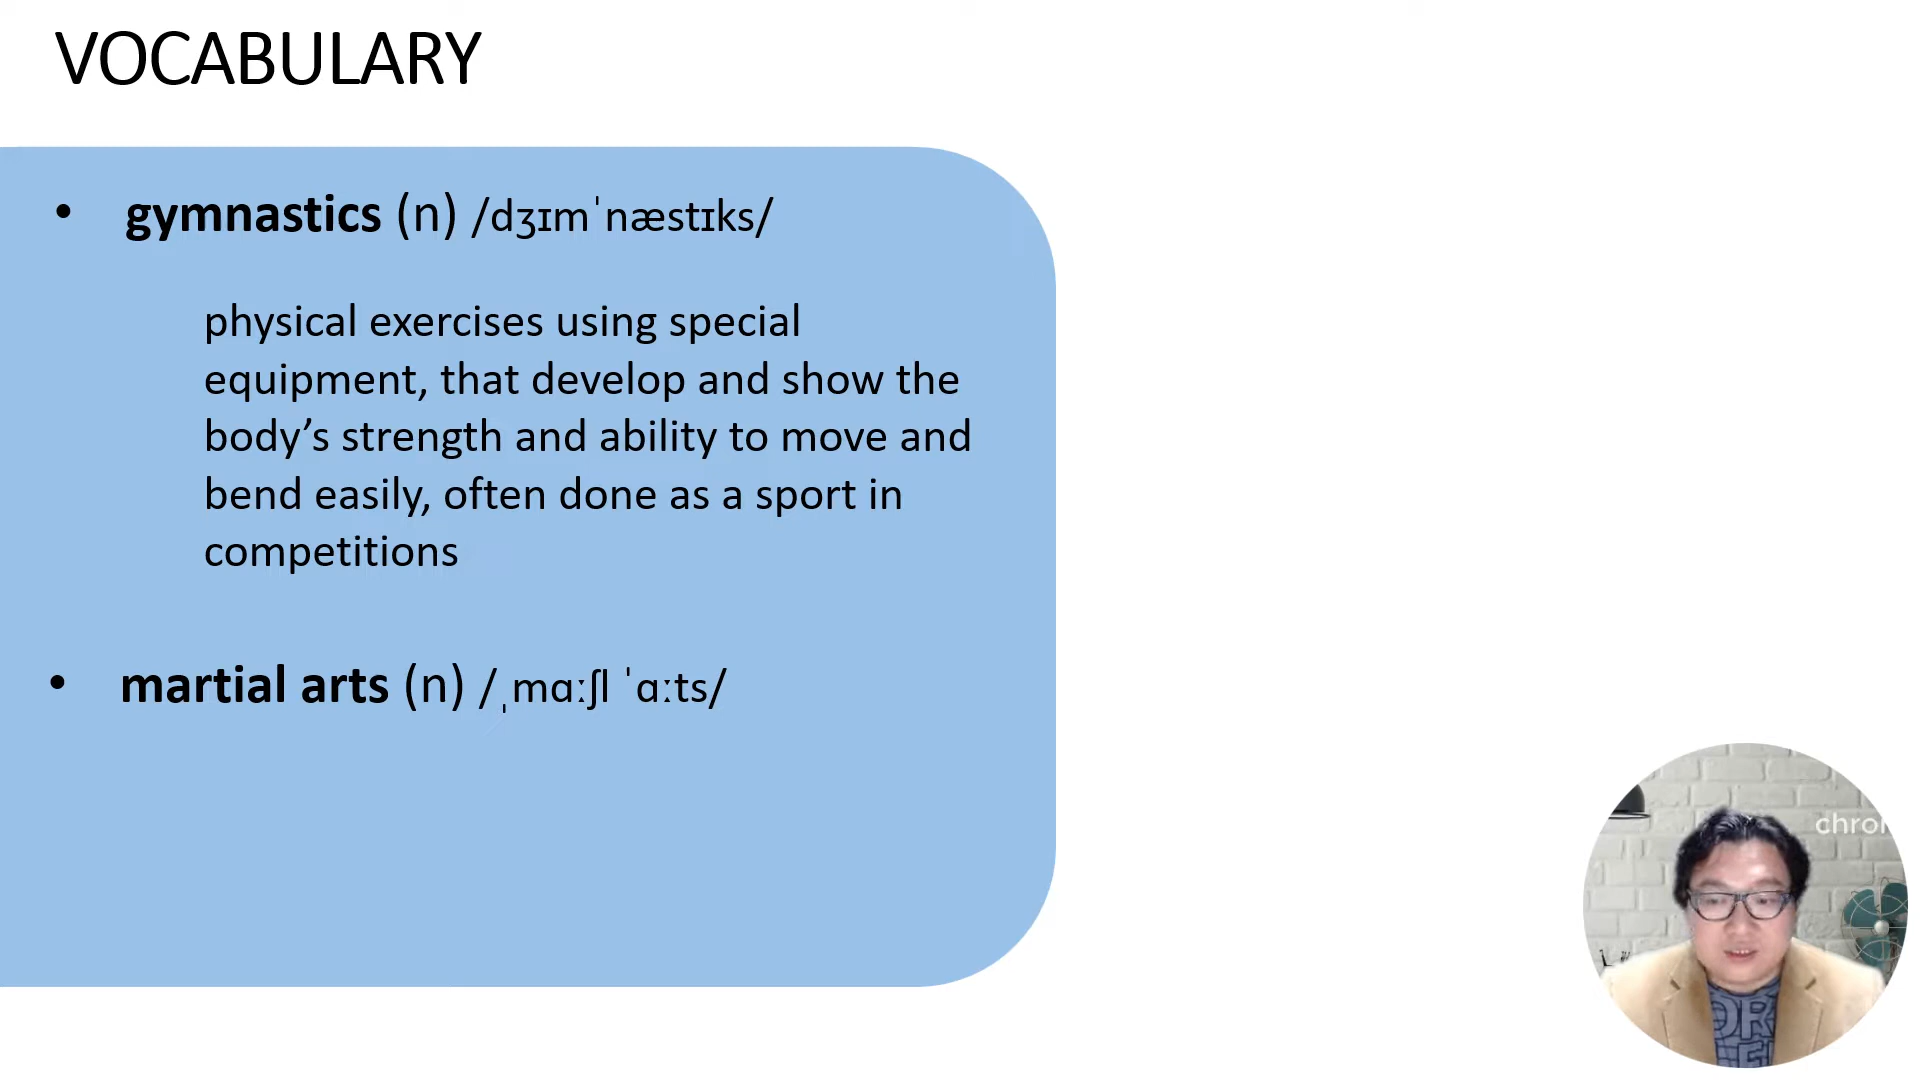 VOCABULARY
• gymnastics (n) /dʒɪmˈnæstɪks/
physical exercises using special
equipment, that develop and show the
body’s strength and ability to move and
bend easily, often done as a sport in
competitions
• martial arts (n) /ˌmɑːʃl ˈɑːts/